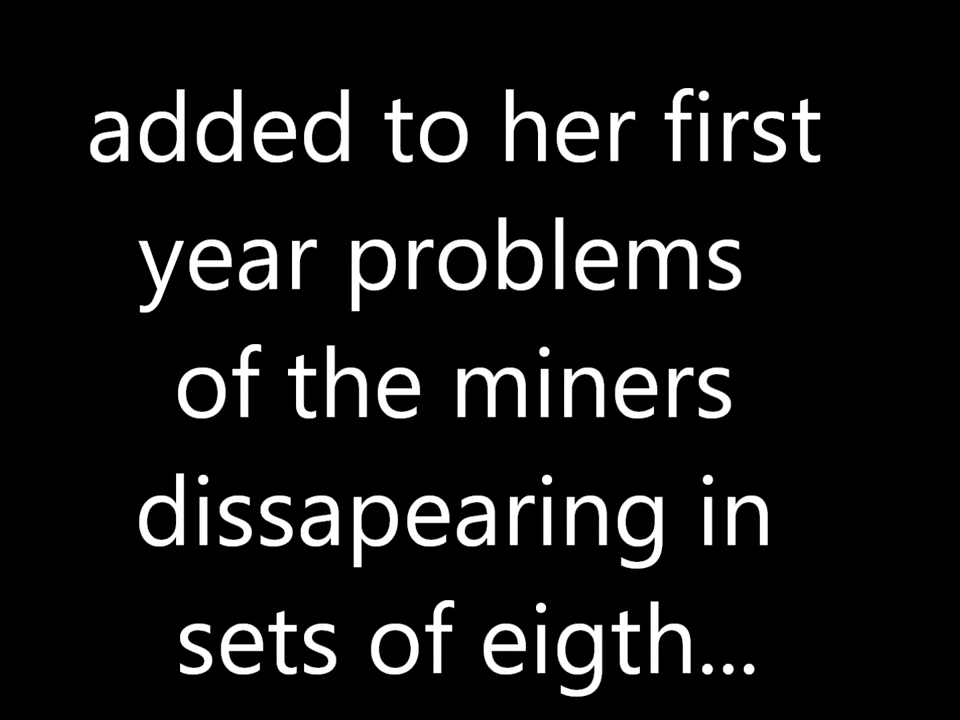 added to her first
year problems
of the miners
dissapearing in
sets of eigth...